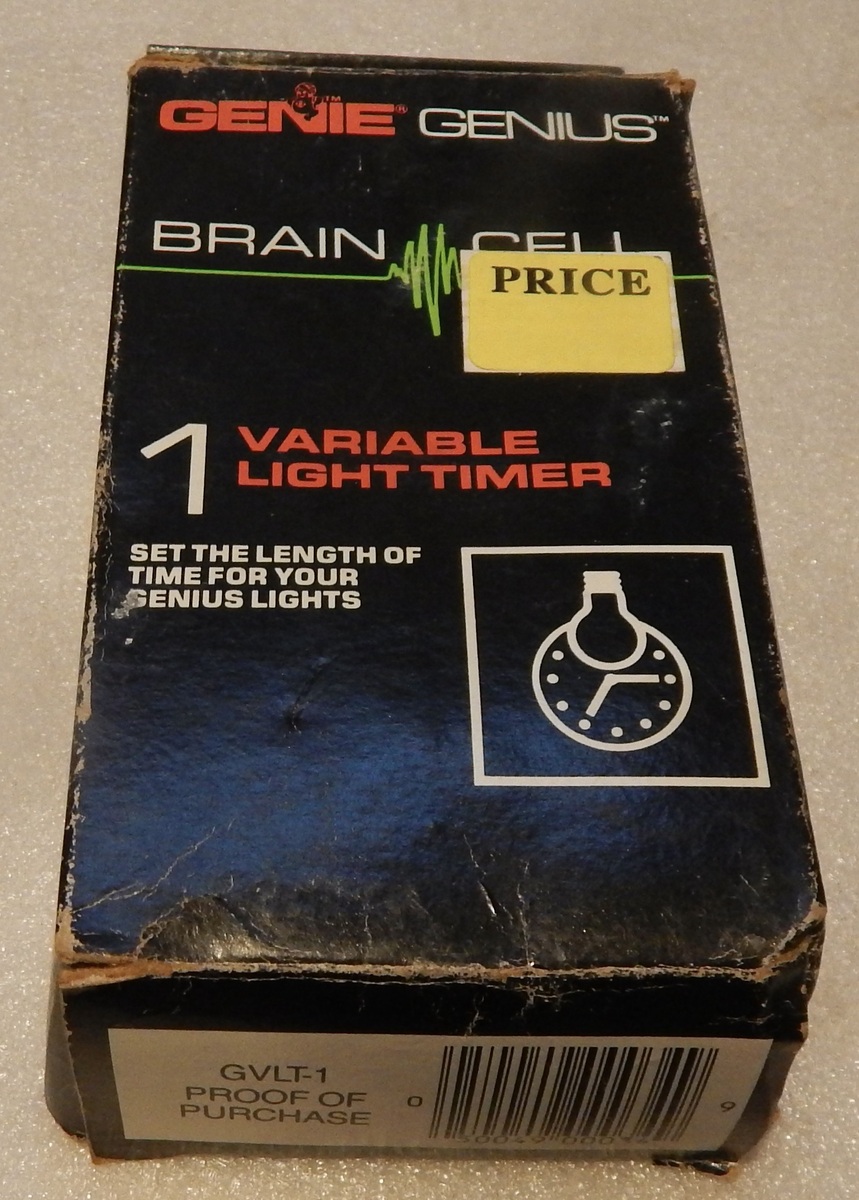 GENIE® GENIUS™
BRAIN CELL
PRICE
1 VARIABLE
LIGHT TIMER
SET THE LENGTH OF
TIME FOR YOUR
GENIUS LIGHTS
GVLT-1
PROOF OF
PURCHASE
0 9